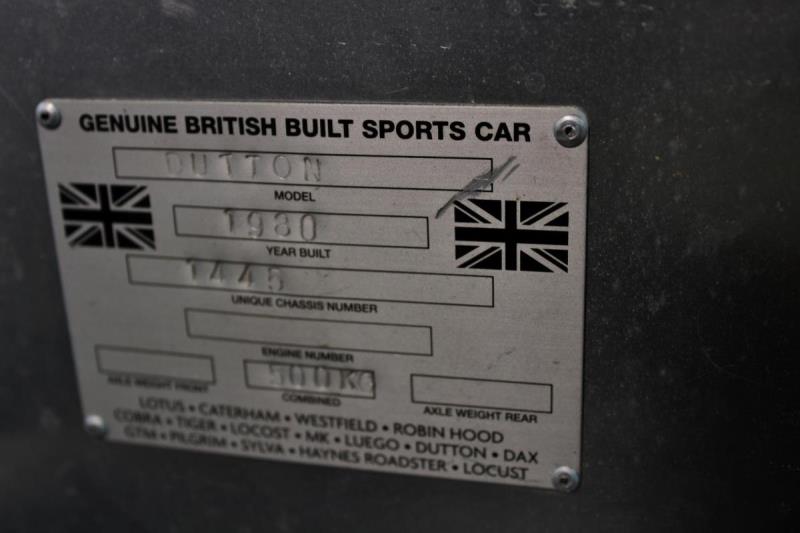 GENUINE BRITISH BUILT SPORTS CAR
DUTTON
MODEL
1980
YEAR BUILT
1445
UNIQUE CHASSIS NUMBER
ENGINE NUMBER
500KG
AXLE WEIGHT FRONT
COMBINED
AXLE WEIGHT REAR
LOTUS • CATERHAM • WESTFIELD • ROBIN HOOD
COBRA • TIGER • LOCOST • MK • LUEGO • DUTTON • DAX
GTM • PILGRIM • SYLVA • HAYNES ROADSTER • LOCUST